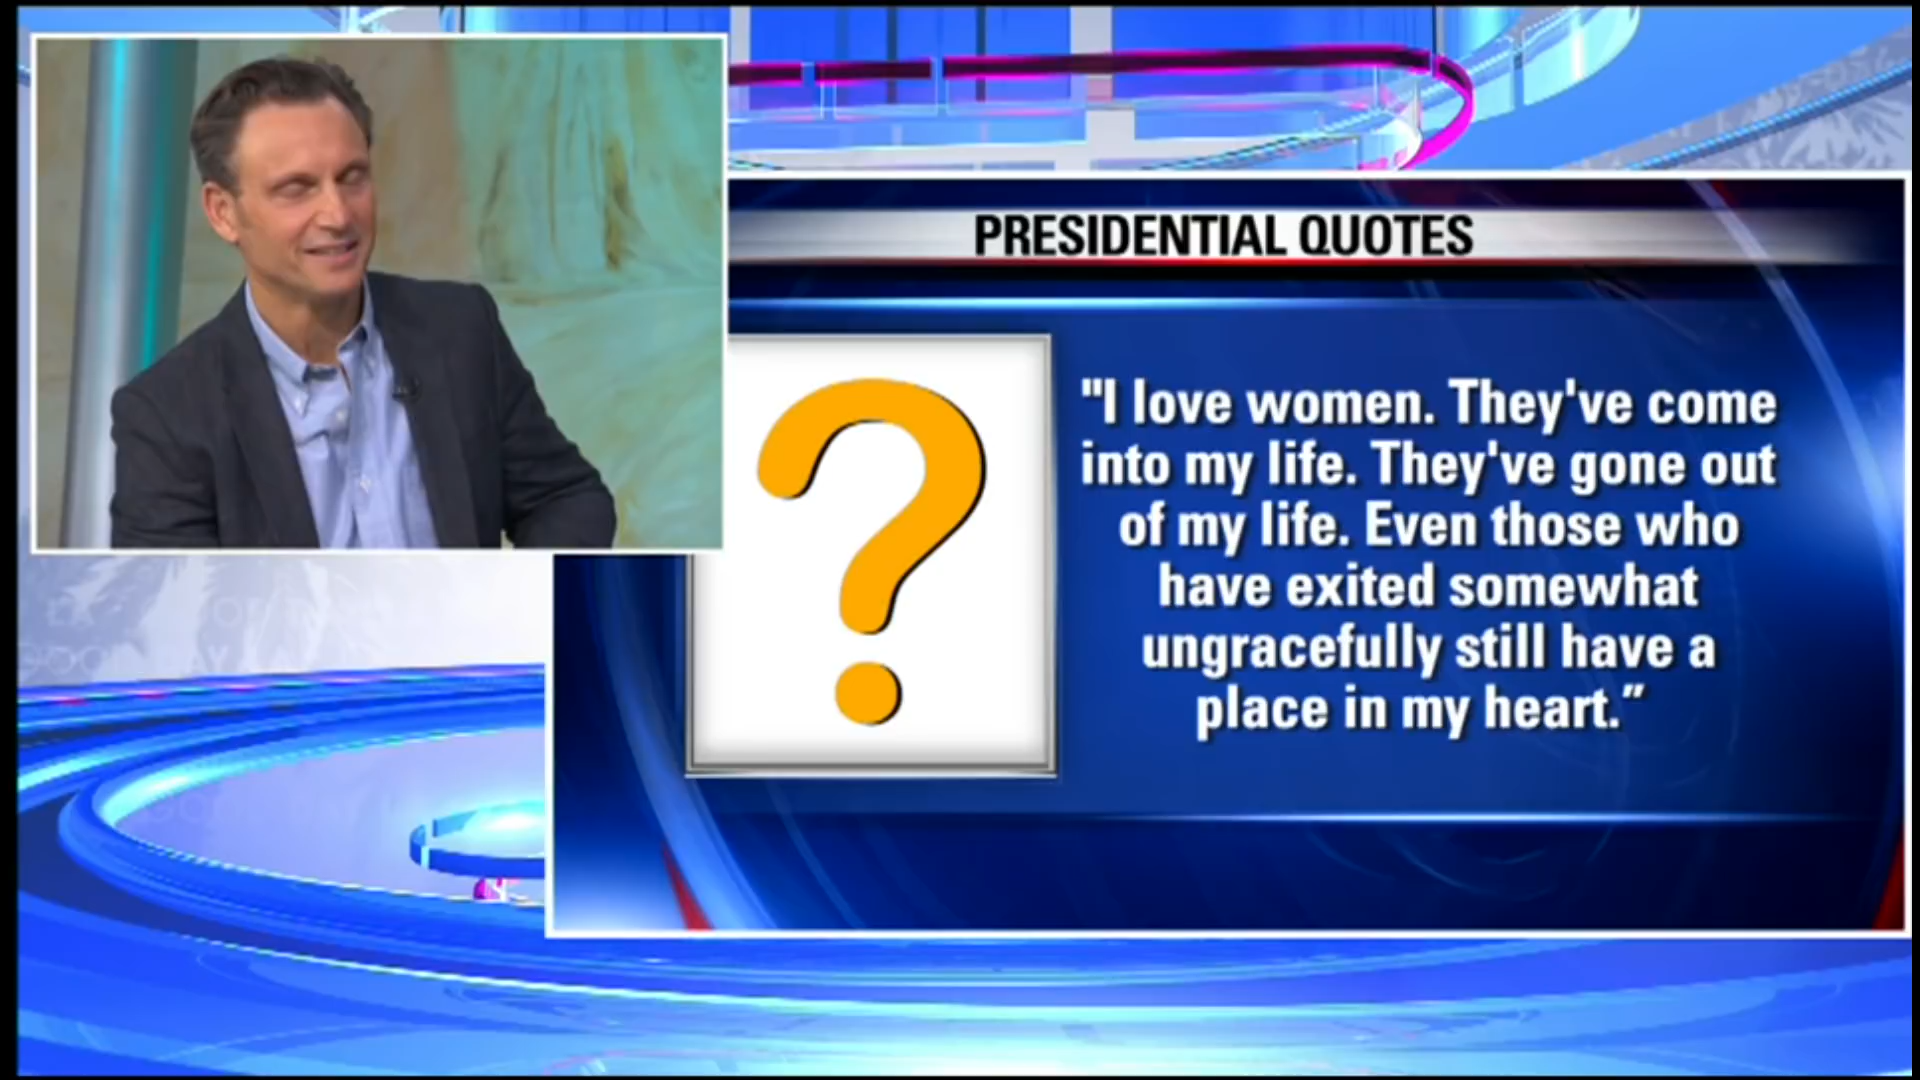 PRESIDENTIAL QUOTES
"I love women. They've come
into my life. They've gone out
of my life. Even those who
have exited somewhat
ungracefully still have a
place in my heart.”